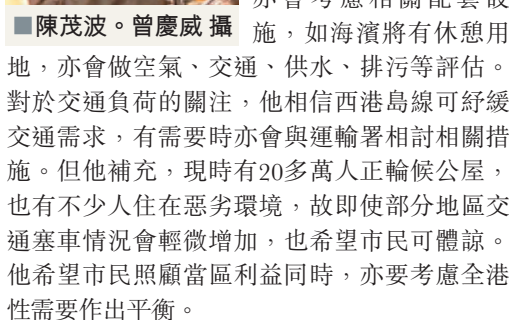 ■陳茂波。曾慶威 攝
亦會考慮相關配套設
施，如海濱將有休憩用
地，亦會做空氣、交通、供水、排污等評估。
對於交通負荷的關注，他相信西港島線可紓緩
交通需求，有需要時亦會與運輸署相討相關措
施。但他補充，現時有20多萬人正輪候公屋，
也有不少人住在惡劣環境，故即使部分地區交
通塞車情況會輕微增加，也希望市民可體諒。
他希望市民照顧當區利益同時，亦要考慮全港
性需要作出平衡。